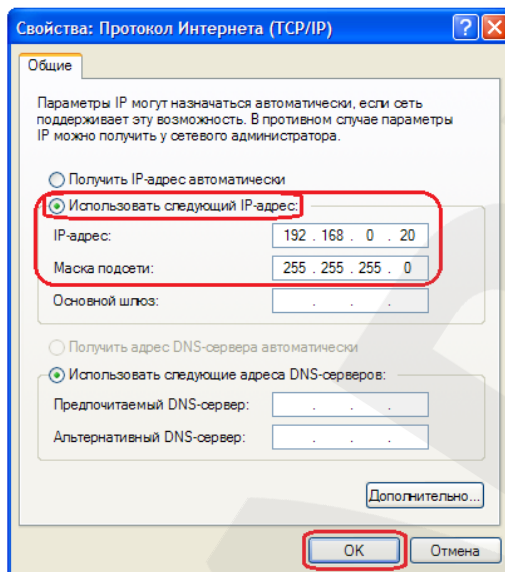 Свойства: Протокол Интернета (TCP/IP)
Общие
Параметры IP могут назначаться автоматически, если сеть
поддерживает эту возможность. В противном случае параметры
IP можно получить у сетевого администратора.
Получить IP-адрес автоматически
Использовать следующий IP-адрес:
IP-адрес: 192 . 168 . 0 . 20
Маска подсети: 255 . 255 . 255 . 0
Основной шлюз: . . .
Получить адрес DNS-сервера автоматически
Использовать следующие адреса DNS-серверов:
Предпочитаемый DNS-сервер: . . .
Альтернативный DNS-сервер: . . .
Дополнительно...
OK Отмена